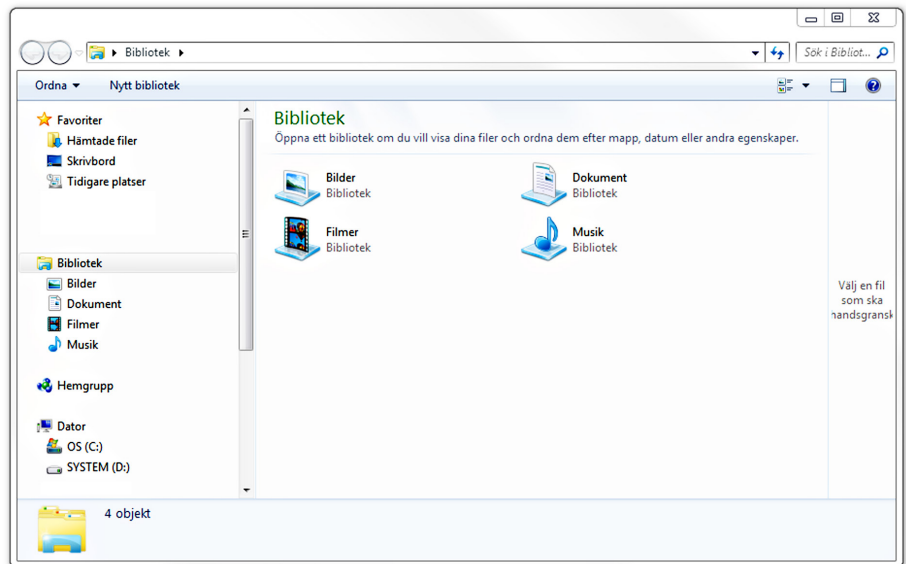 Bibliotek
Sök i Bibliot...
Ordna
Nytt bibliotek
Favoriter
Hämtade filer
Skrivbord
Tidigare platser
Bibliotek
Bilder
Dokument
Filmer
Musik
Hemgrupp
Dator
OS (C:)
SYSTEM (D:)
Bibliotek
Öppna ett bibliotek om du vill visa dina filer och ordna dem efter mapp, datum eller andra egenskaper.
Bilder
Bibliotek
Dokument
Bibliotek
Filmer
Bibliotek
Musik
Bibliotek
Välj en fil
som ska
handsgransk
4 objekt